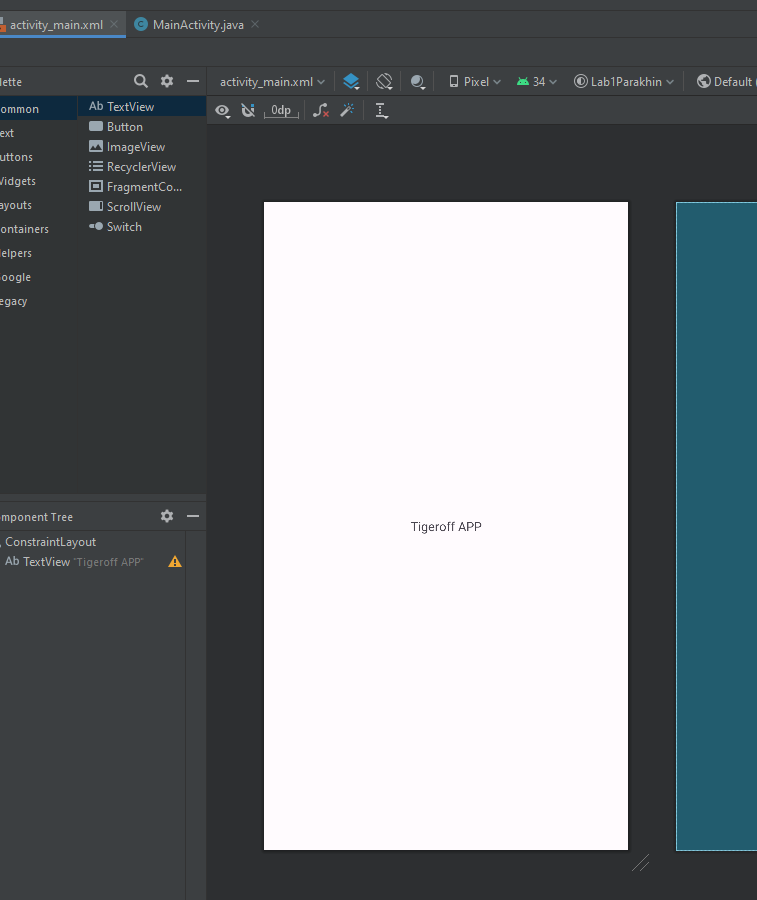 activity_main.xml
MainActivity.java
lette
activity_main.xml
Pixel
34
Lab1Parakhin
Default (
ommon
ext
uttons
Widgets
ayouts
ontainers
elpers
oogle
egacy
Ab TextView
Button
ImageView
RecyclerView
FragmentCo...
ScrollView
Switch
0dp
Tigeroff APP
omponent Tree
ConstraintLayout
Ab TextView "Tigeroff APP"